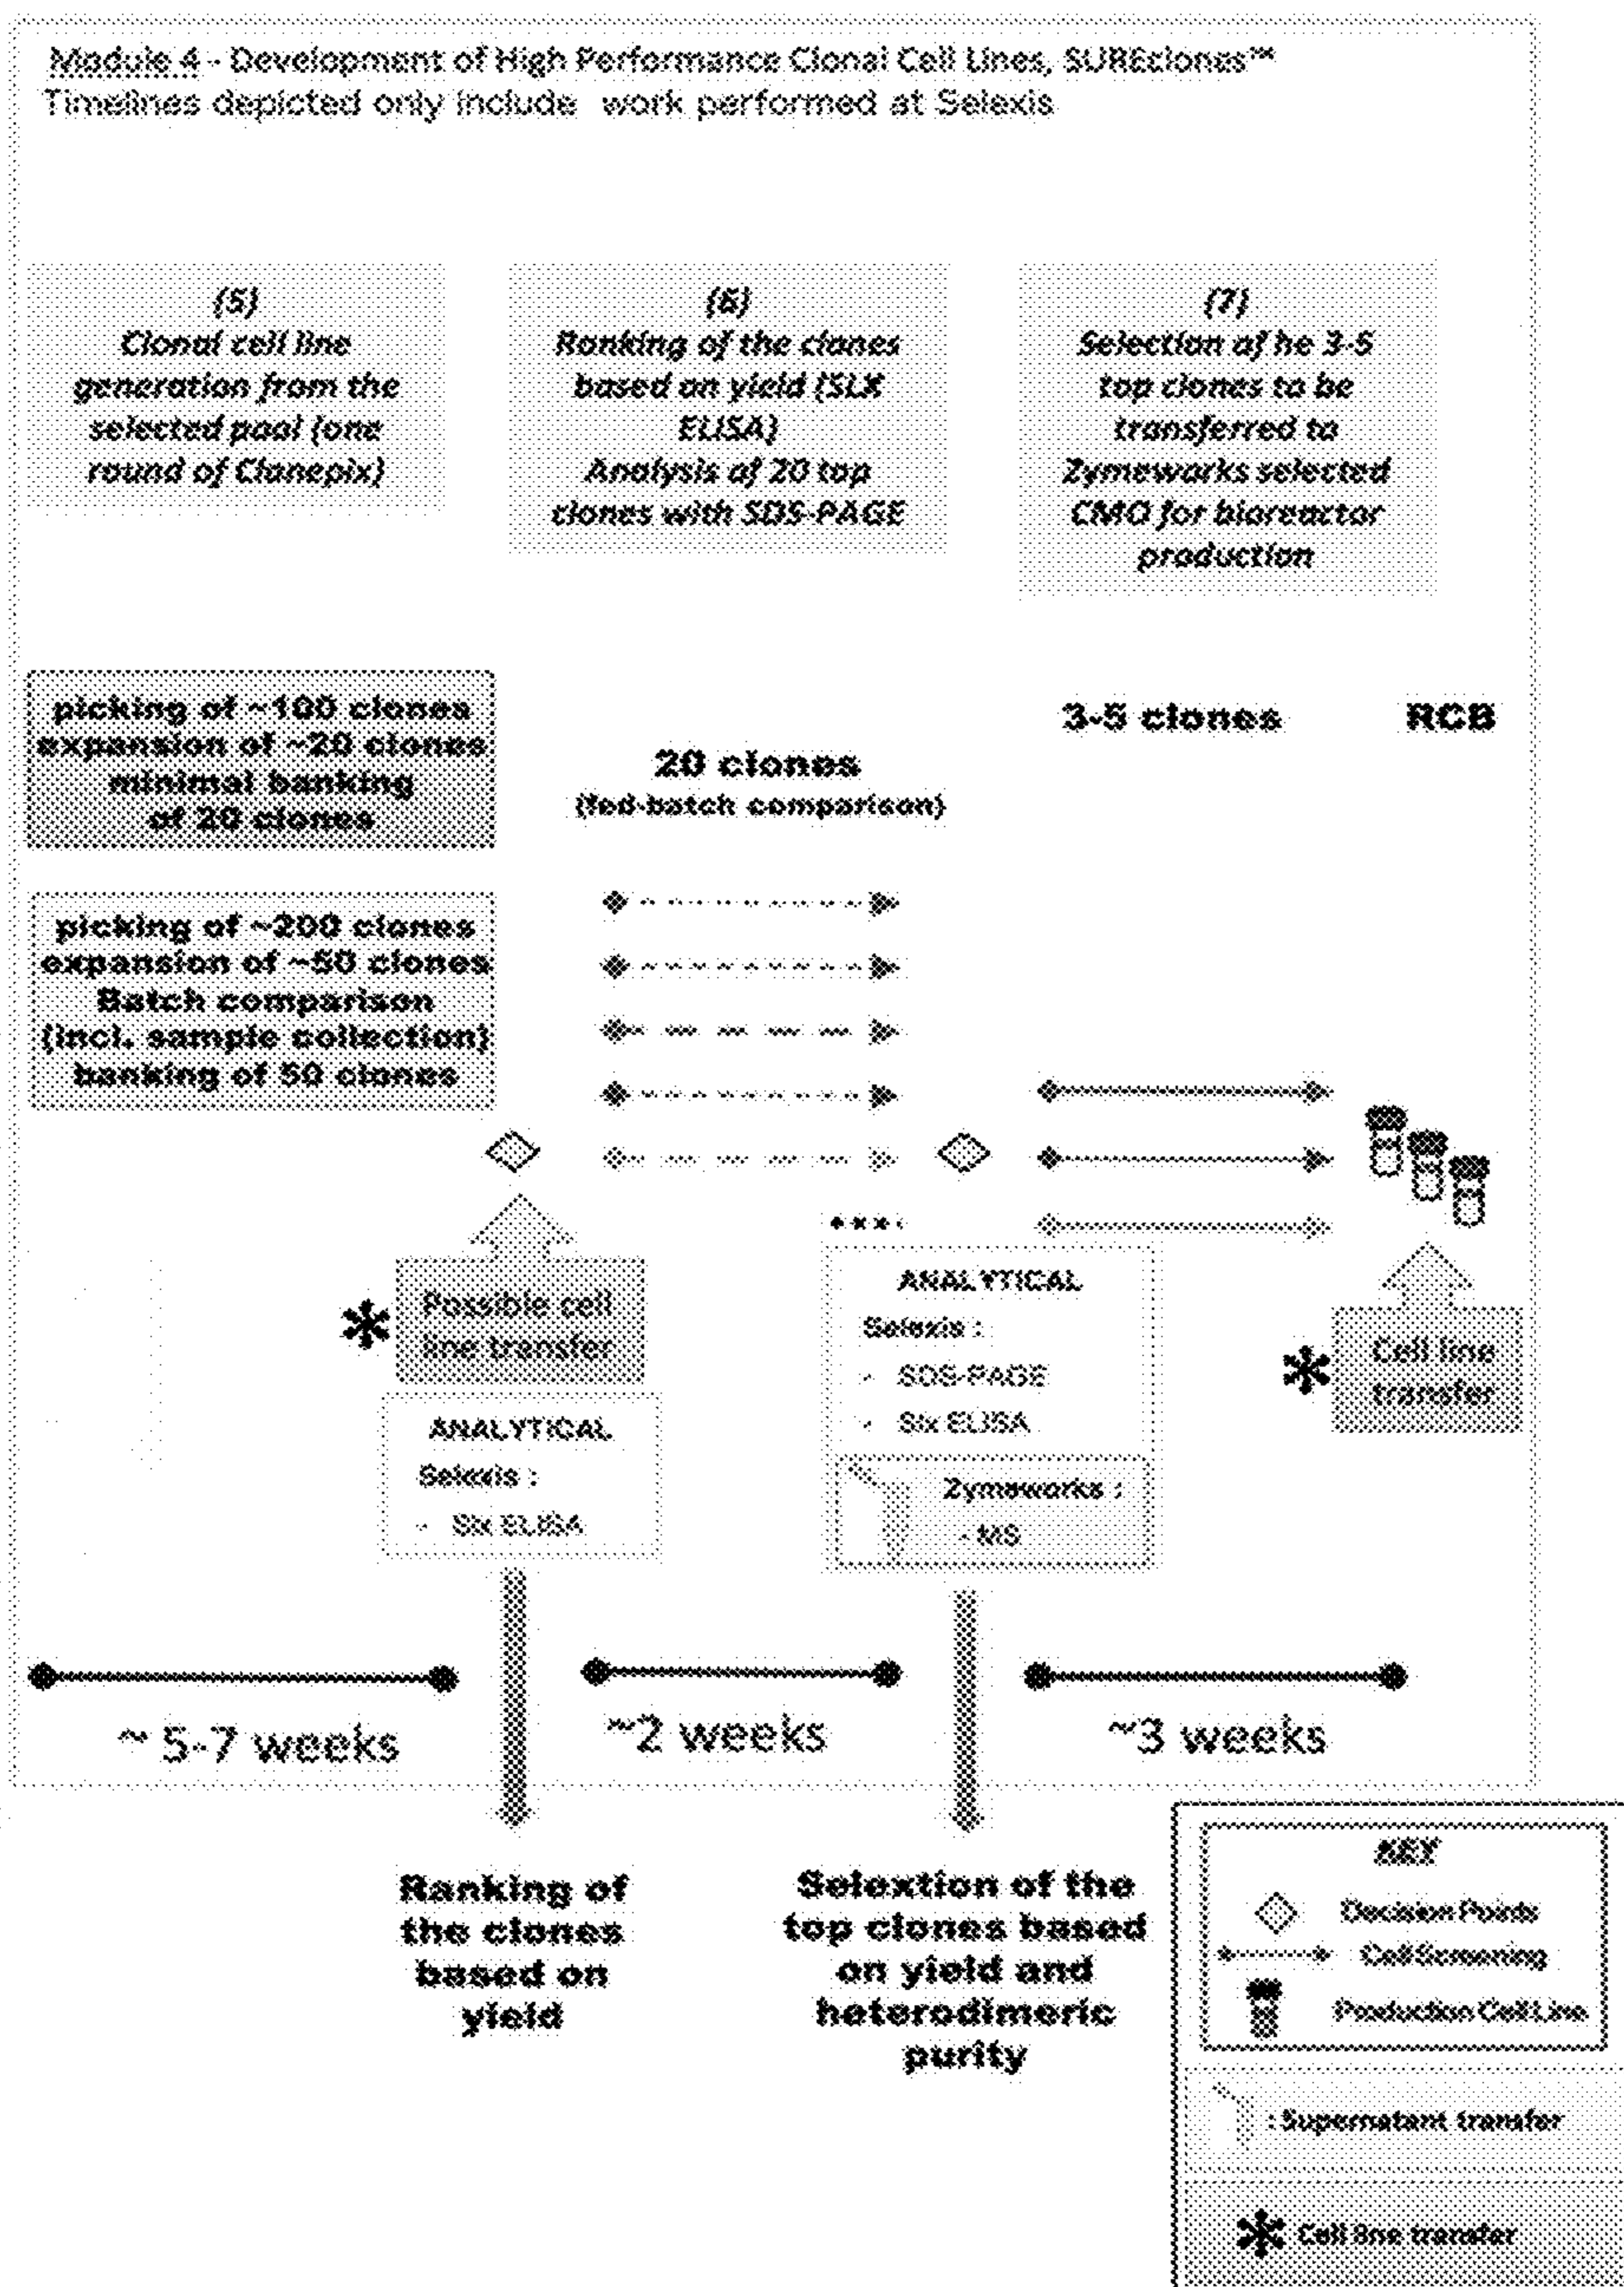 Module 4 - Development of High Performance Clonal Cell Lines, SUREclones™
Timelines depicted only include work performed at Selexis
(5)
Clonal cell line
generation from the
selected pool (one
round of Clonepix)
(6)
Ranking of the clones
based on yield (SLX
ELISA)
Analysis of 20 top
clones with SDS-PAGE
(7)
Selection of he 3-5
top clones to be
transferred to
Zymeworks selected
CMO for bioreactor
production
picking of ~100 clones
expansion of ~20 clones
minimal banking
of 20 clones
picking of ~200 clones
expansion of ~50 clones
Batch comparison
(incl. sample collection)
banking of 50 clones
20 clones
(fed-batch comparison)
3-5 clones
RCB
Possible cell
line transfer
ANALYTICAL
Selexis :
- Slx ELISA
ANALYTICAL
Selexis :
- SDS-PAGE
- Slx ELISA
Zymeworks :
- MS
* Cell line
transfer
~ 5-7 weeks
~2 weeks
~3 weeks
Ranking of
the clones
based on
yield
Selextion of the
top clones based
on yield and
heterodimeric
purity
KEY
Decision Points
Cell Screening
Production Cell Line
: Supernatant transfer
* Cell line transfer